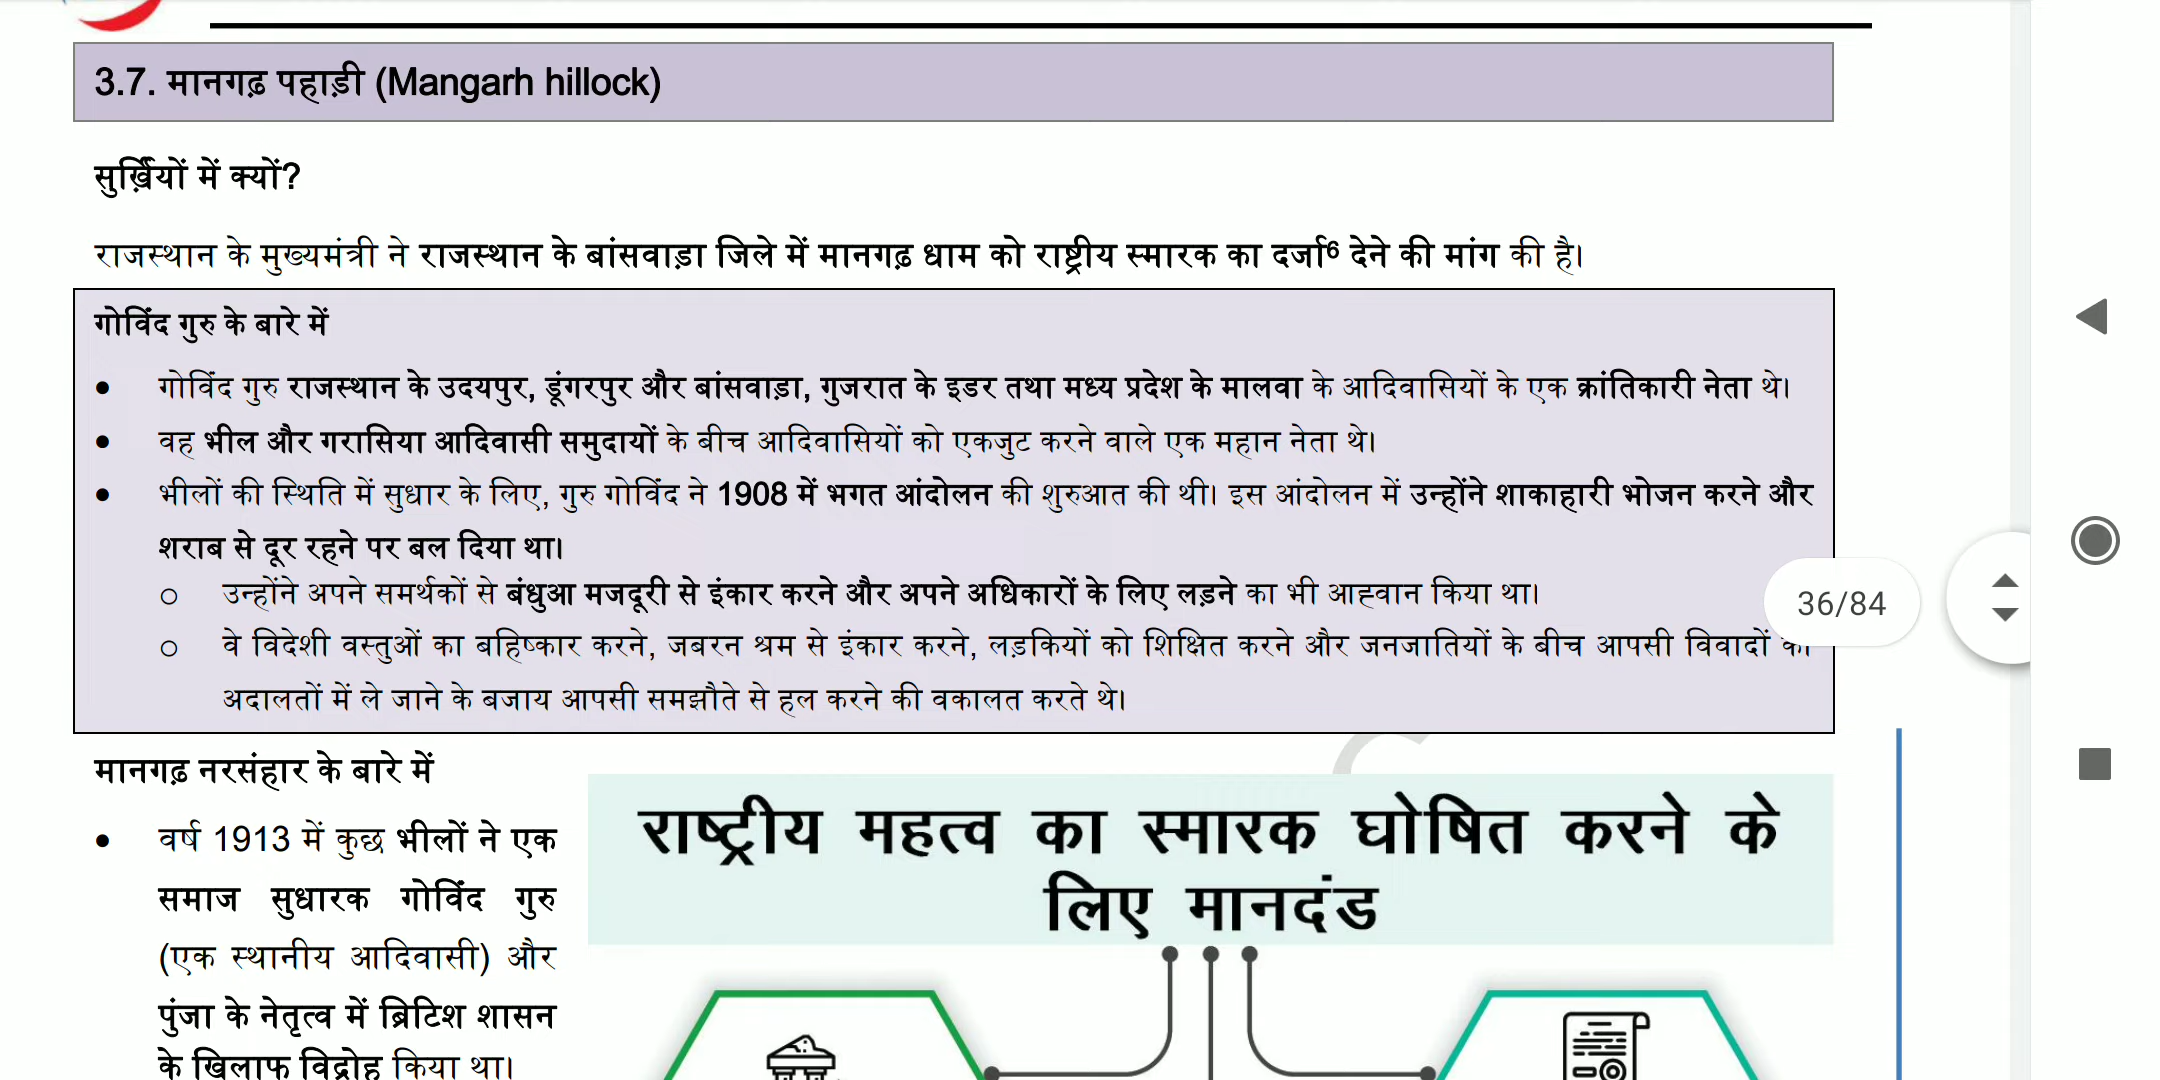 3.7. मानगढ़ पहाड़ी (Mangarh hillock)
सुर्ख़ियों में क्यों?
राजस्थान के मुख्यमंत्री ने राजस्थान के बांसवाड़ा जिले में मानगढ़ धाम को राष्ट्रीय स्मारक का दर्जा⁶ देने की मांग की है।
गोविंद गुरु के बारे में
● गोविंद गुरु राजस्थान के उदयपुर, डूंगरपुर और बांसवाड़ा, गुजरात के इडर तथा मध्य प्रदेश के मालवा के आदिवासियों के एक क्रांतिकारी नेता थे।
● वह भील और गरासिया आदिवासी समुदायों के बीच आदिवासियों को एकजुट करने वाले एक महान नेता थे।
● भीलों की स्थिति में सुधार के लिए, गुरु गोविंद ने 1908 में भगत आंदोलन की शुरुआत की थी। इस आंदोलन में उन्होंने शाकाहारी भोजन करने और
शराब से दूर रहने पर बल दिया था।
○ उन्होंने अपने समर्थकों से बंधुआ मजदूरी से इंकार करने और अपने अधिकारों के लिए लड़ने का भी आह्वान किया था।
○ वे विदेशी वस्तुओं का बहिष्कार करने, जबरन श्रम से इंकार करने, लड़कियों को शिक्षित करने और जनजातियों के बीच आपसी विवादों
अदालतों में ले जाने के बजाय आपसी समझौते से हल करने की वकालत करते थे।
36/84
मानगढ़ नरसंहार के बारे में
● वर्ष 1913 में कुछ भीलों ने एक
समाज सुधारक गोविंद गुरु
(एक स्थानीय आदिवासी) और
पुंजा के नेतृत्व में ब्रिटिश शासन
के खिलाफ विद्रोह किया था।
राष्ट्रीय महत्व का स्मारक घोषित करने के
लिए मानदंड